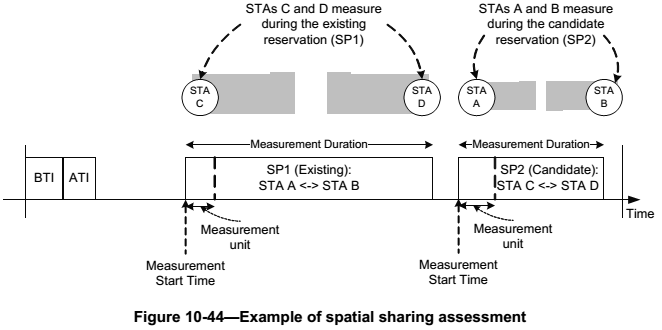 STAs C and D measure
during the existing
reservation (SP1)
STAs A and B measure
during the candidate
reservation (SP2)
STA
C
STA
D
STA
A
STA
B
Measurement Duration
Measurement Duration
BTI
ATI
SP1 (Existing):
STA A <-> STA B
SP2 (Candidate):
STA C <-> STA D
Time
Measurement
unit
Measurement
unit
Measurement
Start Time
Measurement
Start Time
Figure 10-44—Example of spatial sharing assessment